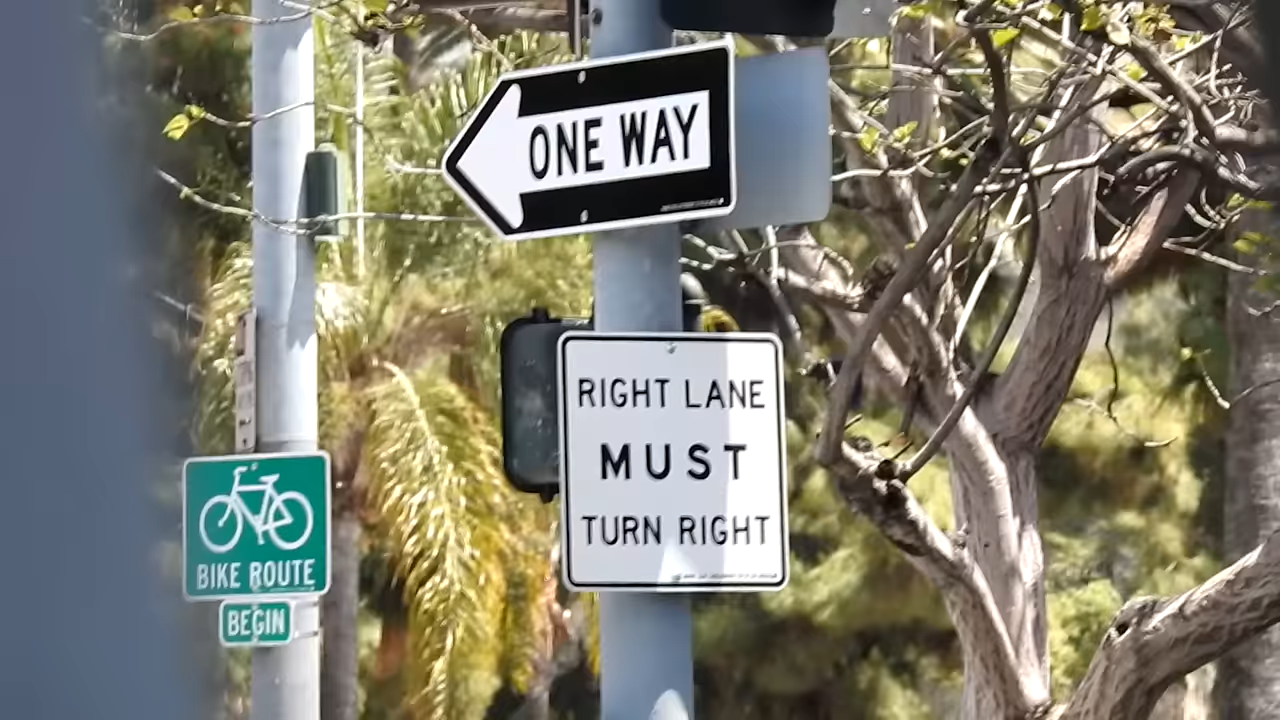 ONE WAY
RIGHT LANE
MUST
TURN RIGHT
BIKE ROUTE
BEGIN